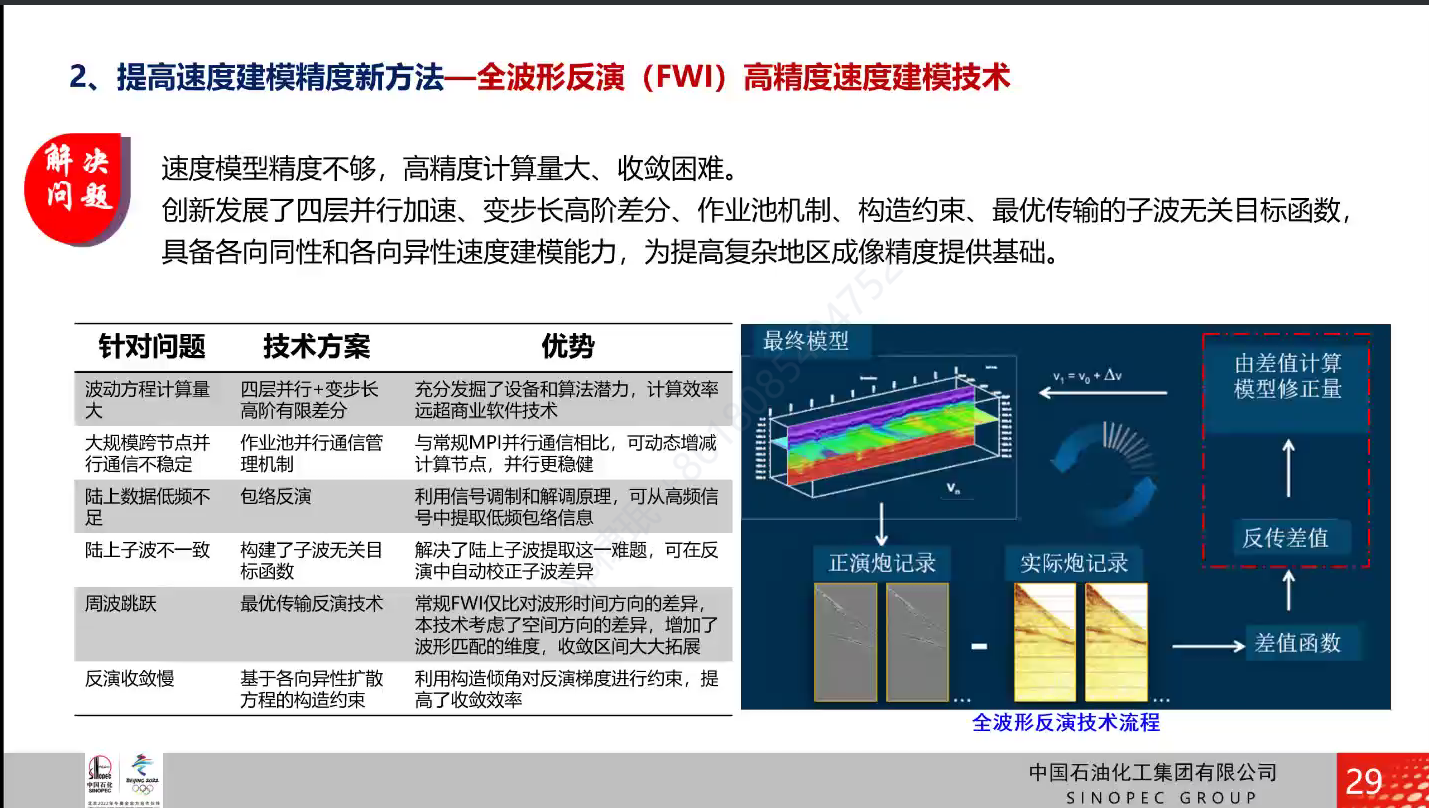 2、提高速度建模精度新方法—全波形反演（FWI）高精度速度建模技术
解决
问题
速度模型精度不够，高精度计算量大、收敛困难。
创新发展了四层并行加速、变步长高阶差分、作业池机制、构造约束、最优传输的子波无关目标函数，
具备各向同性和各向异性速度建模能力，为提高复杂地区成像精度提供基础。
针对问题 技术方案 优势
波动方程计算量
大
四层并行+变步长
高阶有限差分
充分发掘了设备和算法潜力，计算效率
远超商业软件技术
大规模跨节点并
行通信不稳定
作业池并行通信管
理机制
与常规MPI并行通信相比，可动态增减
计算节点，并行更稳健
陆上数据低频不
足
包络反演
利用信号调制和解调原理，可从高频信
号中提取低频包络信息
陆上子波不一致
构建了子波无关目
标函数
解决了陆上子波提取这一难题，可在反
演中自动校正子波差异
周波跳跃
最优传输反演技术
常规FWI仅比对波形时间方向的差异，
本技术考虑了空间方向的差异，增加了
波形匹配的维度，收敛区间大大拓展
反演收敛慢
基于各向异性扩散
方程的构造约束
利用构造倾角对反演梯度进行约束，提
高了收敛效率
最终模型
v₁ = v₀ + Δv
由差值计算
模型修正量
反传差值
正演炮记录
实际炮记录
...
-
...
差值函数
全波形反演技术流程
中国石化
SINOPEC
BEIJING 2022
中国石油化工集团有限公司
SINOPEC GROUP
29